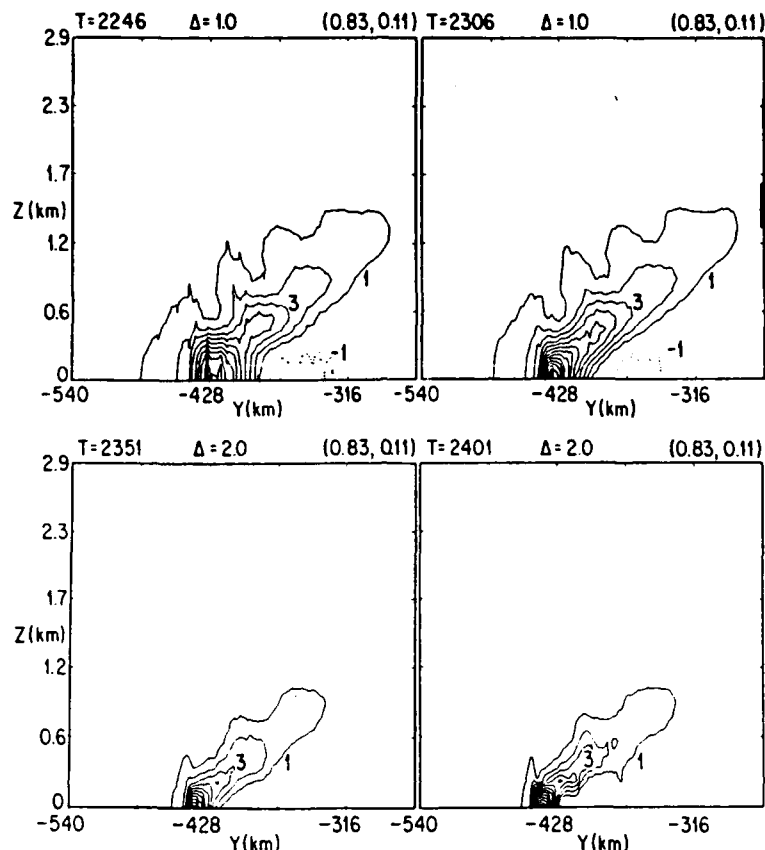 T=2246 Δ=1.0 (0.83, 0.11)
T=2306 Δ=1.0 (0.83, 0.11)
2.9
2.3
1.7
Z (km)
1.2
0.6
0
1
3
-1
1
3
-1
-540 -428 -316 -540 -428 -316
Y(km) Y(km)
T=2351 Δ=2.0 (0.83, 0.11)
T=2401 Δ=2.0 (0.83, 0.11)
2.9
2.3
1.7
Z (km)
1.2
0.6
0
3
1
3
1
-540 -428 -316 -540 -428 -316
Y(km) Y(km)